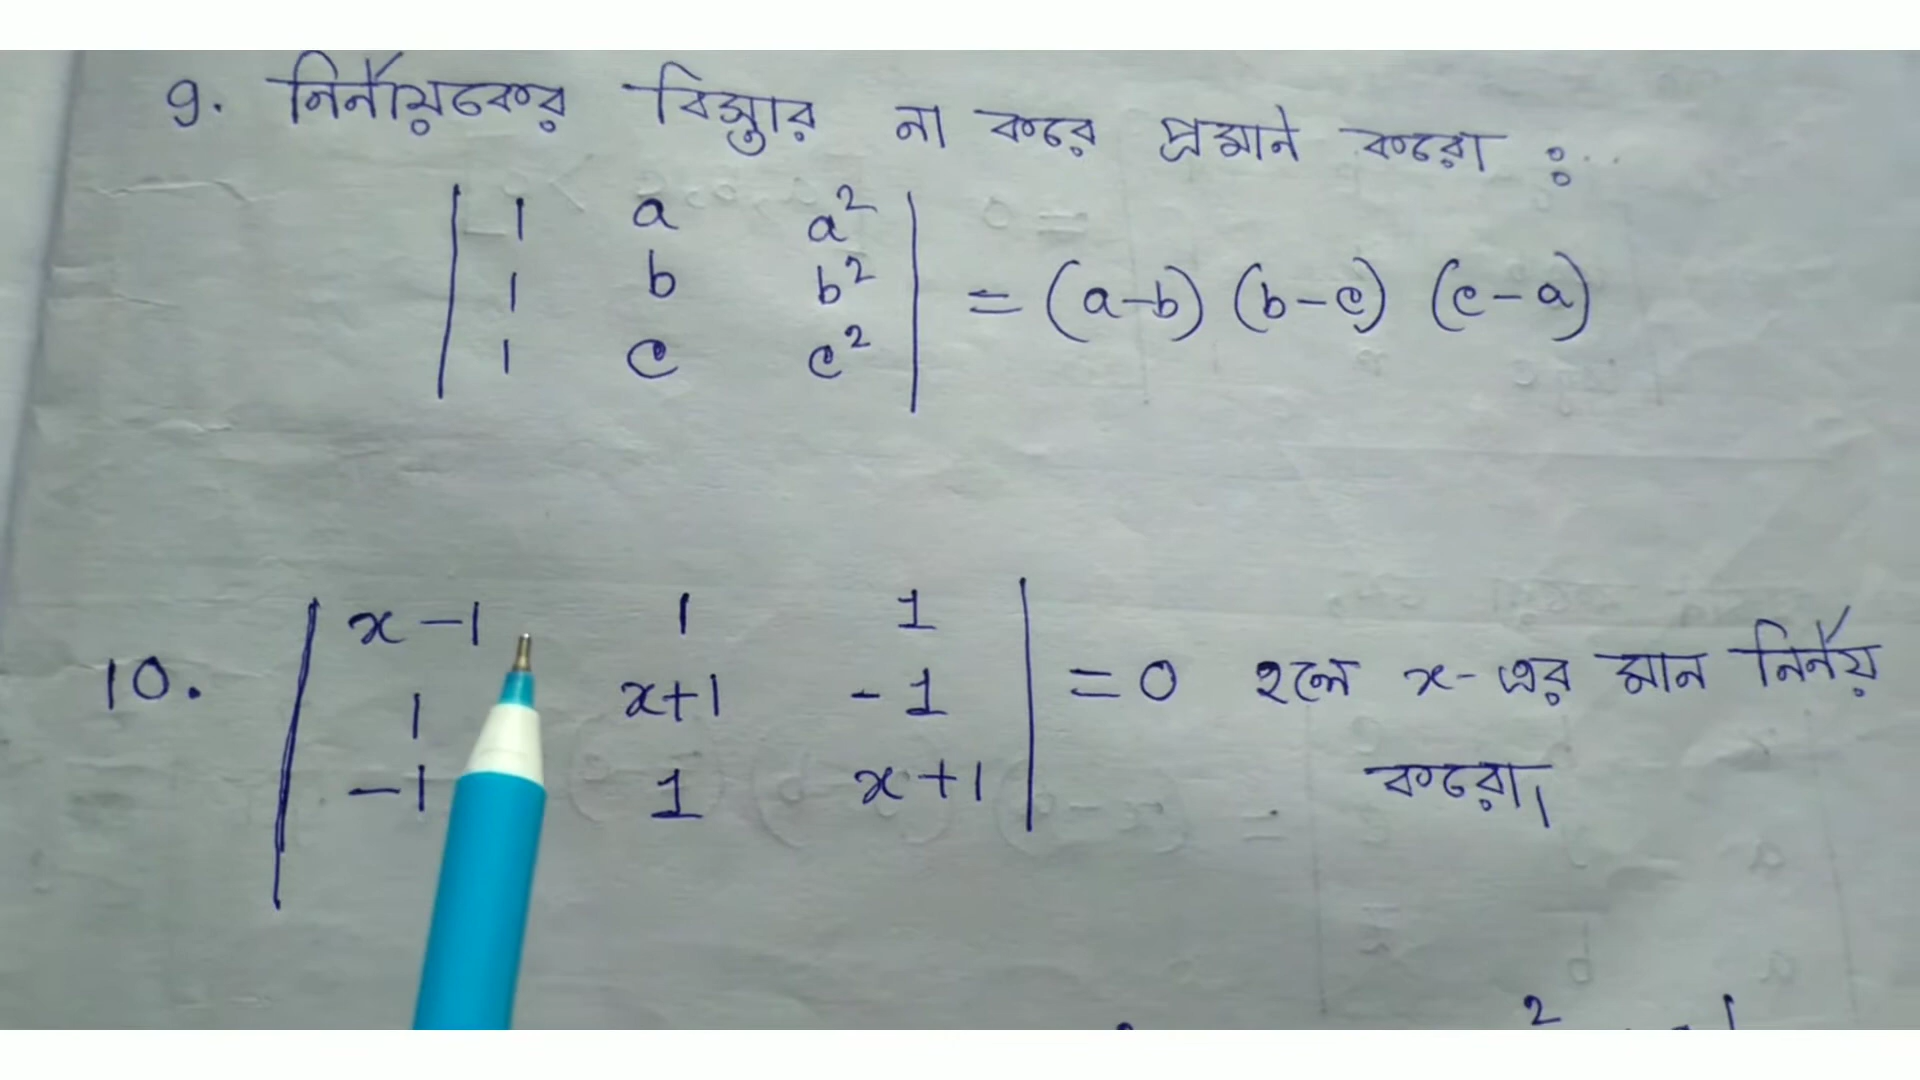 9. নির্ণায়কের বিস্তার না করে প্রমান করো :
| 1 a a² |
| 1 b b² | = (a-b) (b-c) (c-a)
| 1 c c² |
| x-1 1 1 |
10. | 1 x+1 -1 | = 0 হলে x-এর মান নির্ণয়
| -1 1 x+1 | করো।